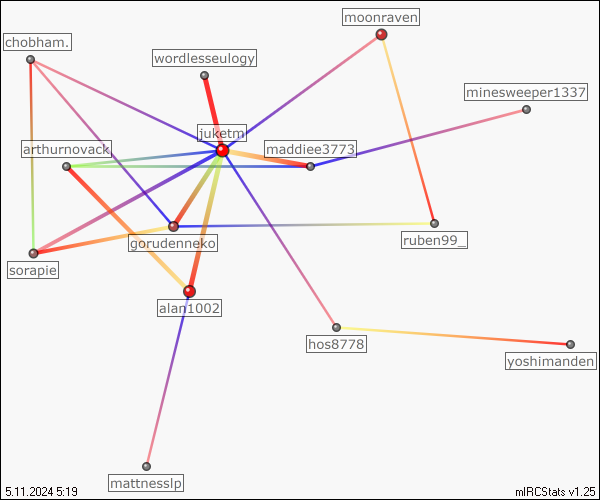 moonraven
chobham.
wordlesseulogy
minesweeper1337
juketm
arthurnovack
maddiee3773
ruben99_
gorudenneko
sorapie
alan1002
hos8778
yoshimanden
mattnesslp
5.11.2024 5:19
mIRCStats v1.25